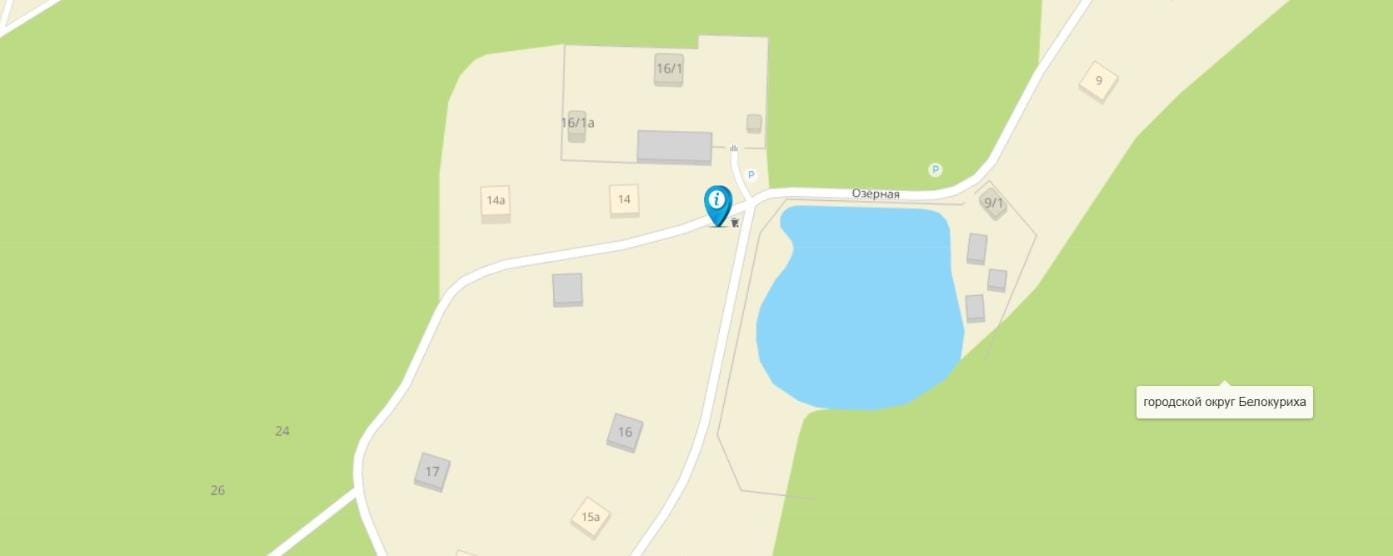 16/1
9
16/1а
P
P
Озёрная
14а
14
i
9/1
городской округ Белокуриха
24
16
17
26
15а